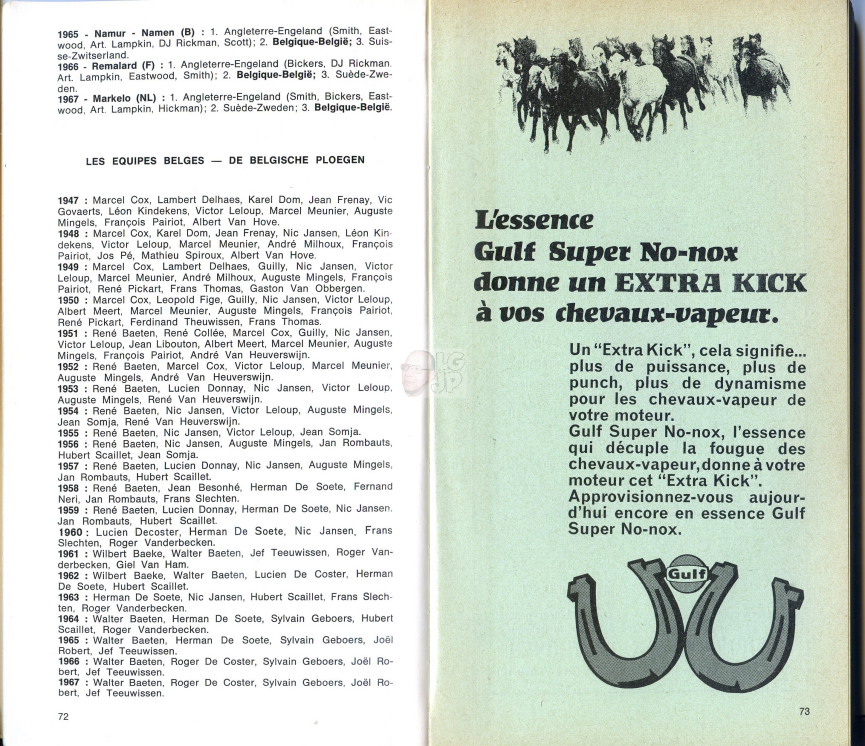 1965 - Namur - Namen (B) : 1. Angleterre-Engeland (Smith, East-
wood, Art. Lampkin, DJ Rickman, Scott); 2. Belgique-België; 3. Suis-
se-Zwitserland.
1966 - Remalard (F) : 1. Angleterre-Engeland (Bickers, DJ Rickman
Art. Lampkin, Eastwood, Smith); 2. Belgique-België; 3. Suède-Zwe-
den.
1967 - Markelo (NL) : 1. Angleterre-Engeland (Smith, Bickers, East-
wood, Art. Lampkin, Hickman); 2. Suède-Zweden; 3. Belgique-België.
LES EQUIPES BELGES — DE BELGISCHE PLOEGEN
1947 : Marcel Cox, Lambert Delhaes, Karel Dom, Jean Frenay, Vic
Govaerts, Léon Kindekens, Victor Leloup, Marcel Meunier, Auguste
Mingels, François Pairiot, Albert Van Hove.
1948 : Marcel Cox, Karel Dom, Jean Frenay, Nic Jansen, Léon Kin-
dekens, Victor Leloup, Marcel Meunier, André Milhoux, François
Pairiot, Jos Pé, Mathieu Spiroux, Albert Van Hove.
1949 : Marcel Cox, Lambert Delhaes, Guilly, Nic Jansen, Victor
Leloup, Marcel Meunier, André Milhoux, Auguste Mingels, François
Pairiot, René Pickart, Frans Thomas, Gaston Van Obbergen.
1950 : Marcel Cox, Leopold Fige, Guilly, Nic Jansen, Victor Leloup,
Albert Meert, Marcel Meunier, Auguste Mingels, François Pairiot,
René Pickart, Ferdinand Theuwissen, Frans Thomas.
1951 : René Baeten, René Collée, Marcel Cox, Guilly, Nic Jansen,
Victor Leloup, Jean Libouton, Albert Meert, Marcel Meunier, Auguste
Mingels, François Pairiot, André Van Heuverswijn.
1952 : René Baeten, Marcel Cox, Victor Leloup, Marcel Meunier,
Auguste Mingels, André Van Heuverswijn.
1953 : René Baeten, Lucien Donnay, Nic Jansen, Victor Leloup,
Auguste Mingels, René Van Heuverswijn.
1954 : René Baeten, Nic Jansen, Victor Leloup, Auguste Mingels,
Jean Somja, René Van Heuverswijn.
1955 : René Baeten, Nic Jansen, Victor Leloup, Jean Somja.
1956 : René Baeten, Nic Jansen, Auguste Mingels, Jan Rombauts,
Hubert Scaillet, Jean Somja.
1957 : René Baeten, Lucien Donnay, Nic Jansen, Auguste Mingels,
Jan Rombauts, Hubert Scaillet.
1958 : René Baeten, Jean Besonhé, Herman De Soete, Fernand
Neri, Jan Rombauts, Frans Slechten.
1959 : René Baeten, Lucien Donnay, Herman De Soete, Nic Jansen.
Jan Rombauts, Hubert Scaillet.
1960 : Lucien Decoster, Herman De Soete, Nic Jansen, Frans
Slechten, Roger Vanderbecken.
1961 : Wilbert Baeke, Walter Baeten, Jef Teeuwissen, Roger Van-
derbecken, Giel Van Ham.
1962 : Wilbert Baeke, Walter Baeten, Lucien De Coster, Herman
De Soete, Hubert Scaillet.
1963 : Herman De Soete, Nic Jansen, Hubert Scaillet, Frans Slech-
ten, Roger Vanderbecken.
1964 : Walter Baeten, Herman De Soete, Sylvain Geboers, Hubert
Scaillet, Roger Vanderbecken.
1965 : Walter Baeten, Herman De Soete, Sylvain Geboers, Joël
Robert, Jef Teeuwissen.
1966 : Walter Baeten, Roger De Coster, Sylvain Geboers, Joël Ro-
bert, Jef Teeuwissen.
1967 : Walter Baeten, Roger De Coster, Sylvain Geboers, Joël Ro-
bert, Jef Teeuwissen.
72
LG
JP
L'essence
Gulf Super No-nox
donne un EXTRA KICK
à vos chevaux-vapeur.
Un "Extra Kick", cela signifie...
plus de puissance, plus de
punch, plus de dynamisme
pour les chevaux-vapeur de
votre moteur.
Gulf Super No-nox, l'essence
qui décuple la fougue des
chevaux-vapeur,donne à votre
moteur cet "Extra Kick".
Approvisionnez-vous aujour-
d'hui encore en essence Gulf
Super No-nox.
Gulf
73